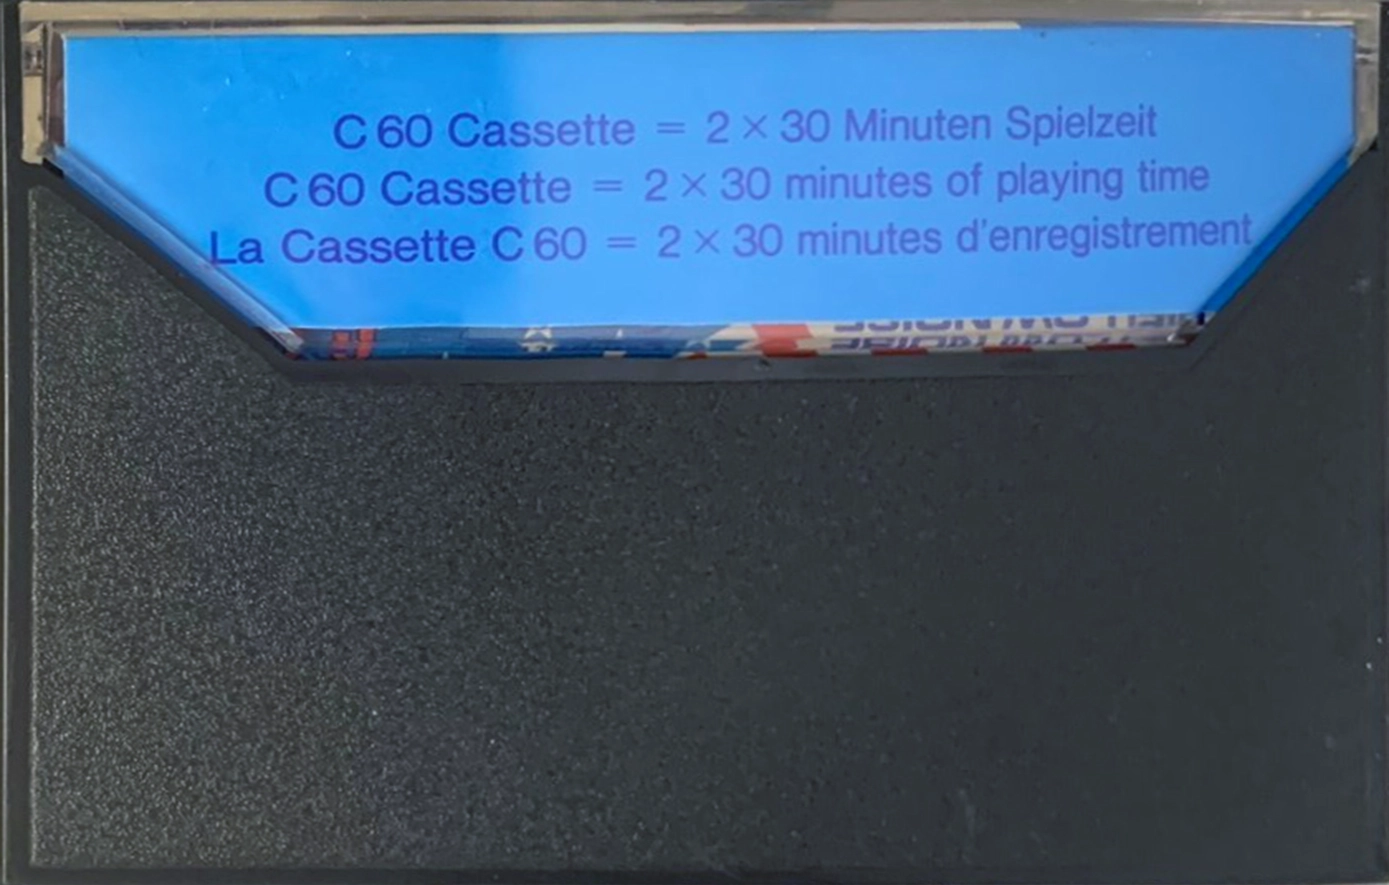 C 60 Cassette = 2 × 30 Minuten Spielzeit
C 60 Cassette = 2 × 30 minutes of playing time
La Cassette C 60 = 2 × 30 minutes d'enregistrement